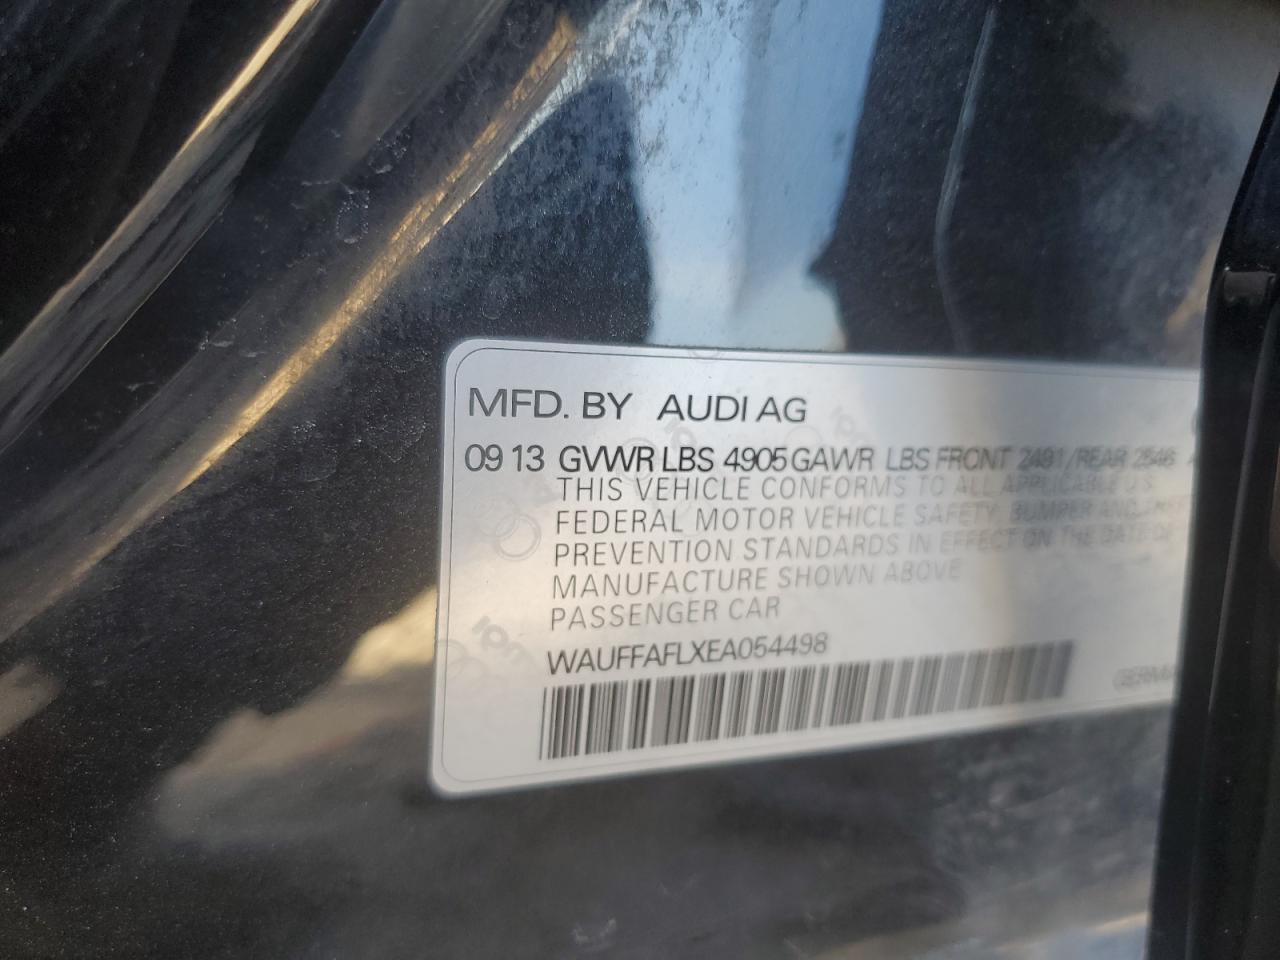 MFD. BY AUDI AG
09 13 GVWR LBS 4905 GAWR LBS FRONT 2491/REAR 2546
THIS VEHICLE CONFORMS TO ALL APPLICABLE U.S.
FEDERAL MOTOR VEHICLE SAFETY, BUMPER AND
PREVENTION STANDARDS IN EFFECT ON THE DATE OF
MANUFACTURE SHOWN ABOVE
PASSENGER CAR
WAUFFAFLXEA054498